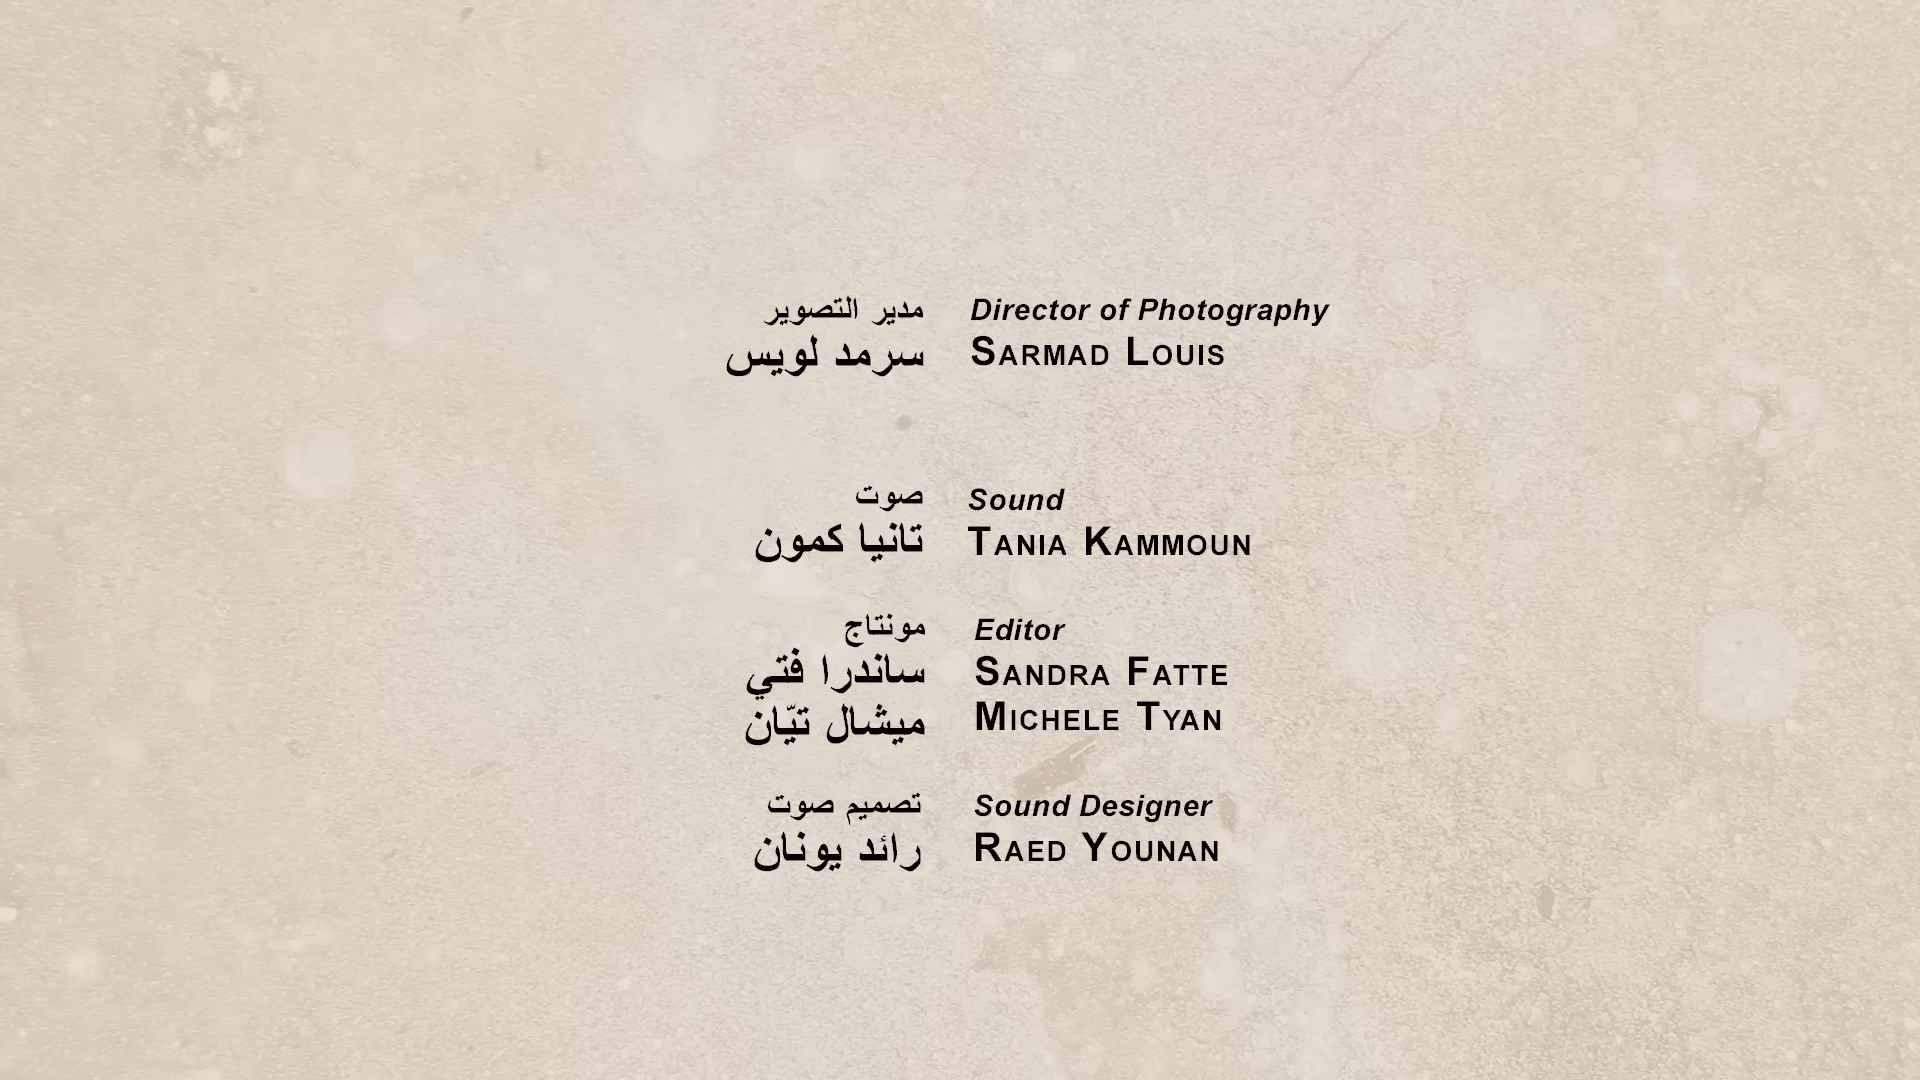 مدير التصوير
سرمد لويس
Director of Photography
SARMAD LOUIS
صوت
تانيا كمون
Sound
TANIA KAMMOUN
مونتاج
ساندرا فتي
ميشال تيّان
Editor
SANDRA FATTE
MICHELE TYAN
تصميم صوت
رائد يونان
Sound Designer
RAED YOUNAN